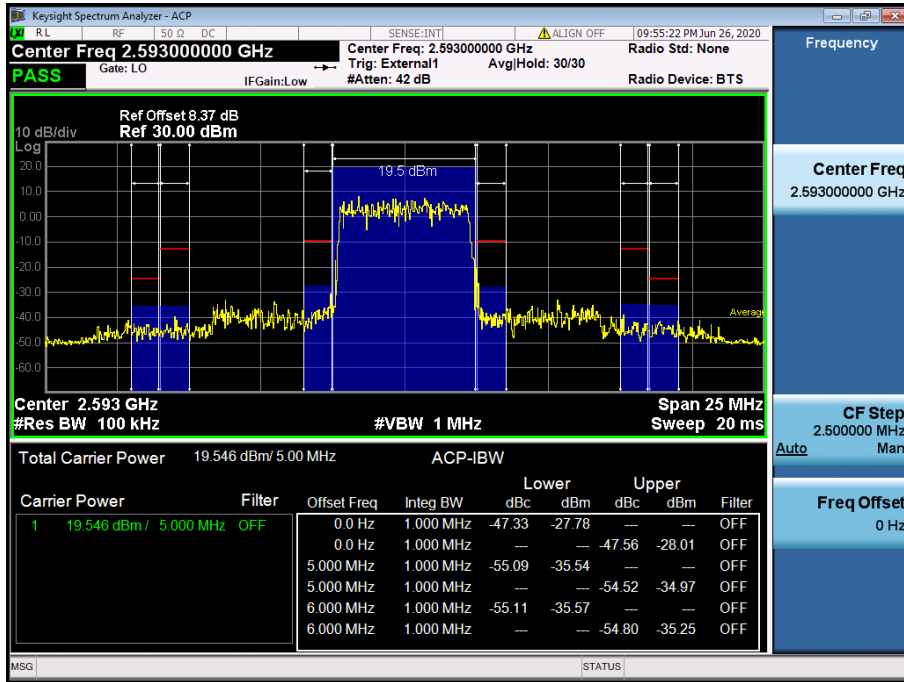 Keysight Spectrum Analyzer - ACP
LXI RL RF 50 Ω DC SENSE:INT ALIGN OFF 09:55:22 PM Jun 26, 2020
Center Freq 2.593000000 GHz
Center Freq: 2.593000000 GHz Radio Std: None
Gate: LO Trig: External1 Avg|Hold: 30/30
PASS IFGain:Low #Atten: 42 dB Radio Device: BTS
Ref Offset 8.37 dB
10 dB/div Ref 30.00 dBm
Log
20.0
19.5 dBm
10.0
0.00
-10.0
-20.0
-30.0
-40.0
Average
-50.0
-60.0
Center 2.593 GHz Span 25 MHz
#Res BW 100 kHz #VBW 1 MHz Sweep 20 ms
Total Carrier Power 19.546 dBm/ 5.00 MHz ACP-IBW
Lower Upper
Carrier Power Filter Offset Freq Integ BW dBc dBm dBc dBm Filter
1 19.546 dBm / 5.000 MHz OFF 0.0 Hz 1.000 MHz -47.33 -27.78 --- --- OFF
0.0 Hz 1.000 MHz --- --- -47.56 -28.01 OFF
5.000 MHz 1.000 MHz -55.09 -35.54 --- --- OFF
5.000 MHz 1.000 MHz --- --- -54.52 -34.97 OFF
6.000 MHz 1.000 MHz -55.11 -35.57 --- --- OFF
6.000 MHz 1.000 MHz --- --- -54.80 -35.25 OFF
MSG STATUS
Frequency
Center Freq
2.593000000 GHz
CF Step
2.500000 MHz
Auto Man
Freq Offset
0 Hz